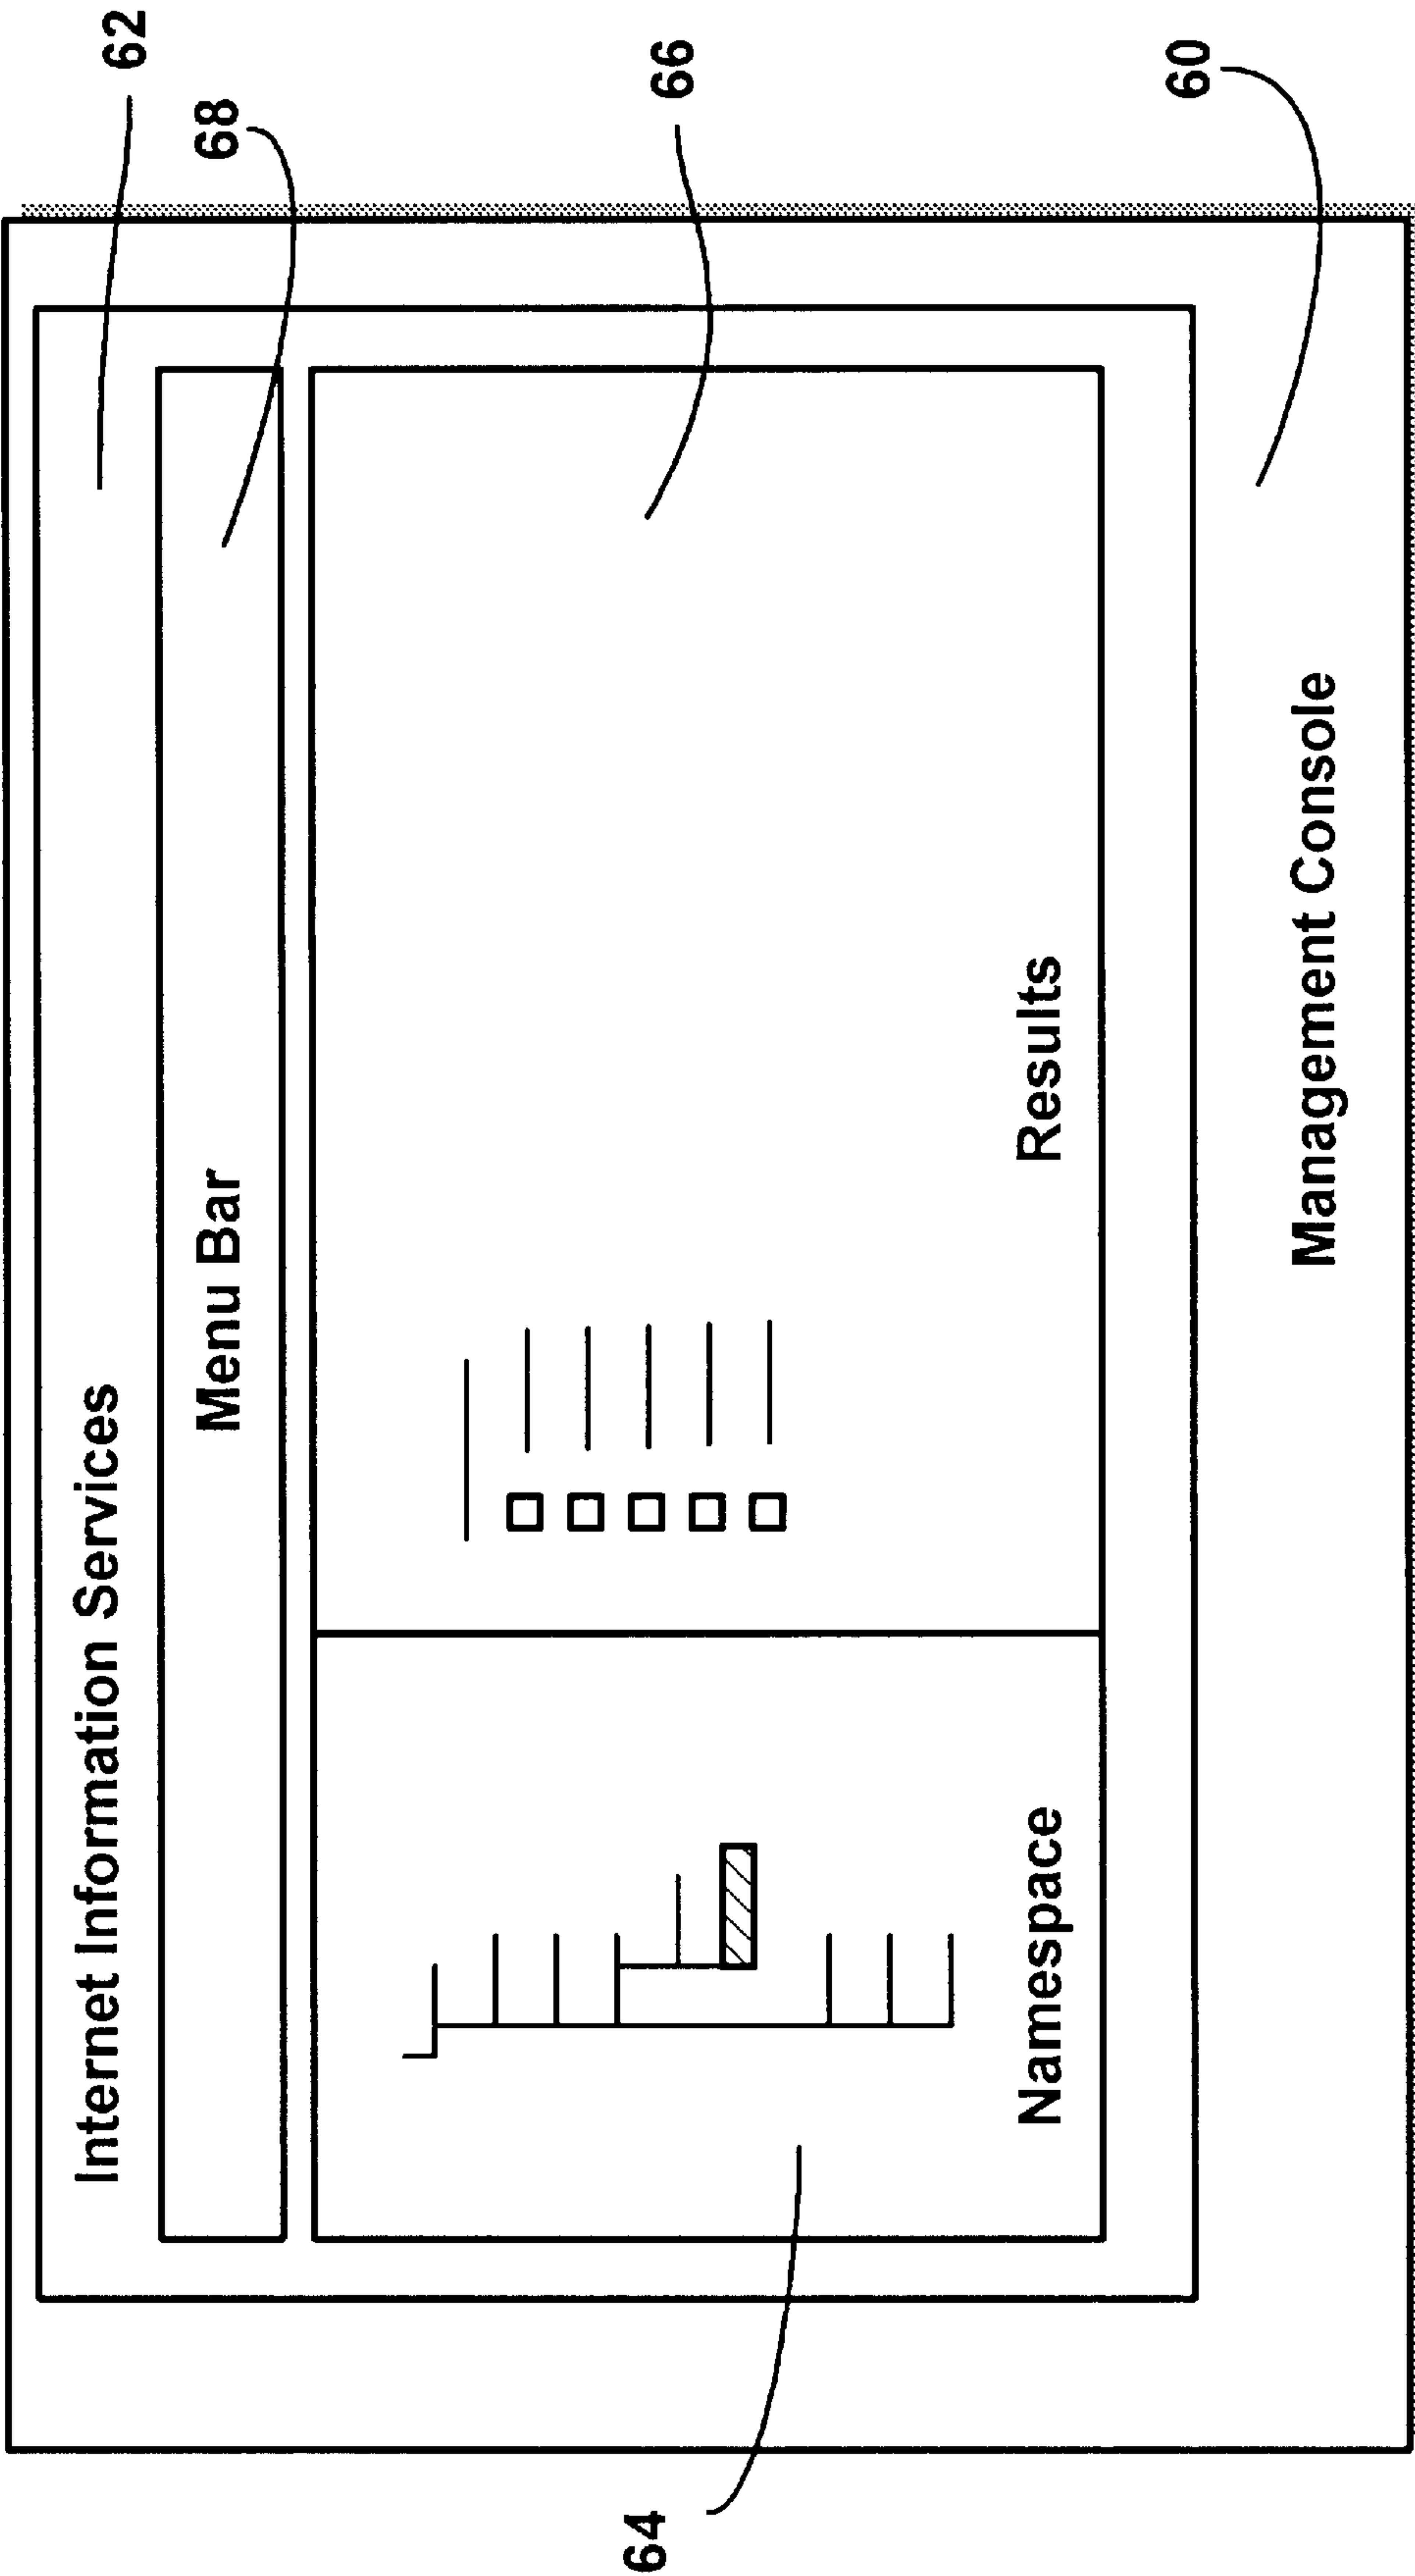 Internet Information Services
62
Menu Bar
68
66
64
Namespace
Results
Management Console
60